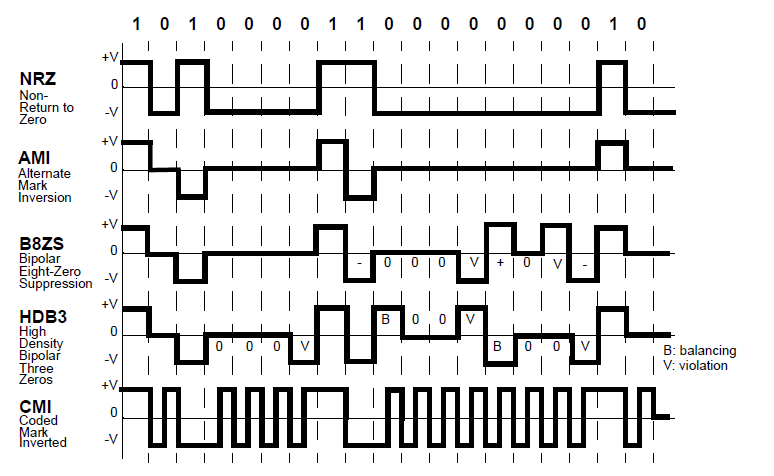 1 0 1 0 0 0 0 1 1 0 0 0 0 0 0 0 0 1 0
+V
NRZ
0
Non-
Return to
Zero
-V
+V
AMI
0
Alternate
Mark
Inversion
-V
+V
B8ZS
0
Bipolar
Eight-Zero
Suppression
-V
- 0 0 0 V + 0 V -
+V
HDB3
0
High
Density
Bipolar
Three
Zeros
-V
B 0 0 V
0 0 0 V
B 0 0 V
B: balancing
V: violation
+V
CMI
0
Coded
Mark
Inverted
-V